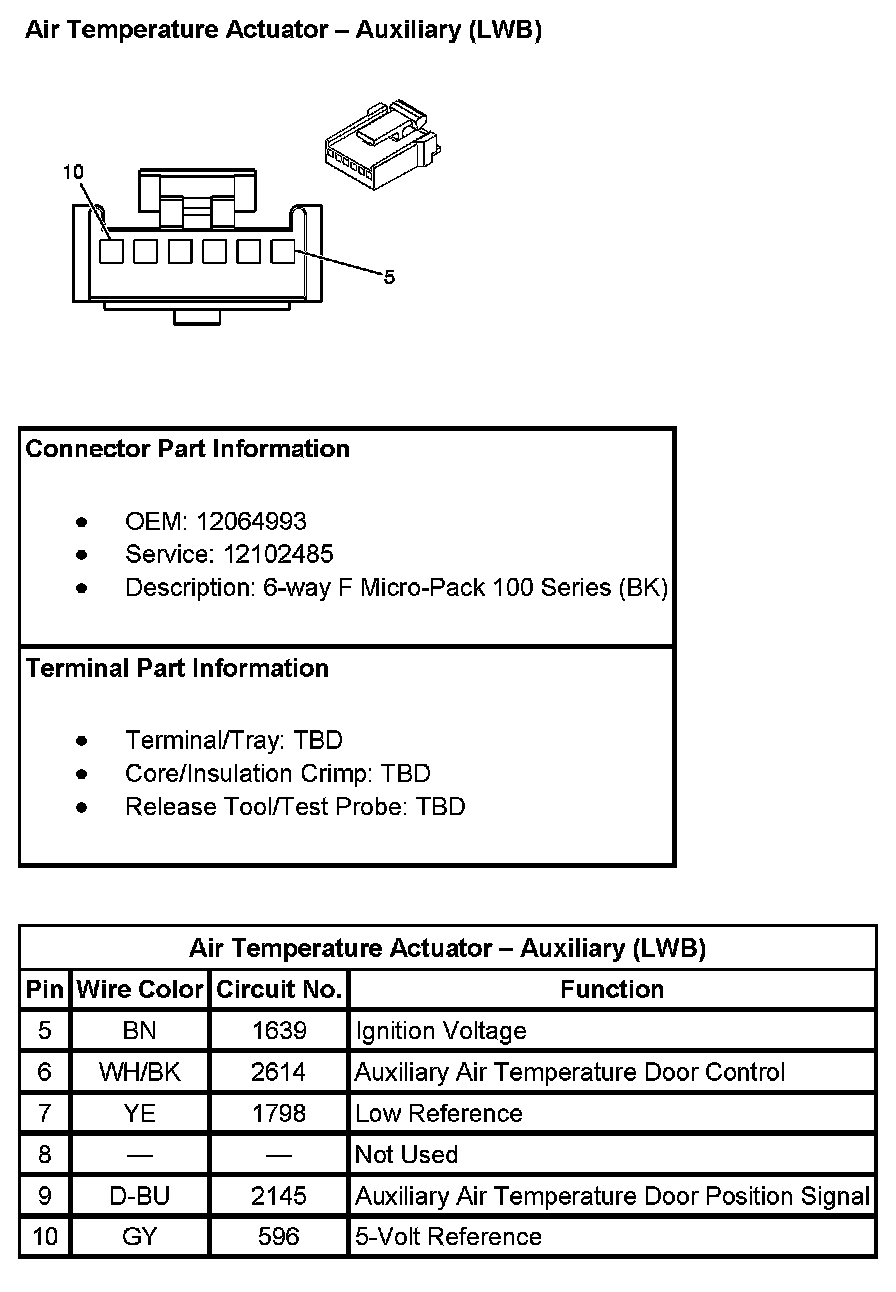 Air Temperature Actuator – Auxiliary (LWB)
10
5
Connector Part Information
● OEM: 12064993
● Service: 12102485
● Description: 6-way F Micro-Pack 100 Series (BK)
Terminal Part Information
● Terminal/Tray: TBD
● Core/Insulation Crimp: TBD
● Release Tool/Test Probe: TBD
Air Temperature Actuator – Auxiliary (LWB)
Pin Wire Color Circuit No. Function
5 BN 1639 Ignition Voltage
6 WH/BK 2614 Auxiliary Air Temperature Door Control
7 YE 1798 Low Reference
8 — — Not Used
9 D-BU 2145 Auxiliary Air Temperature Door Position Signal
10 GY 596 5-Volt Reference